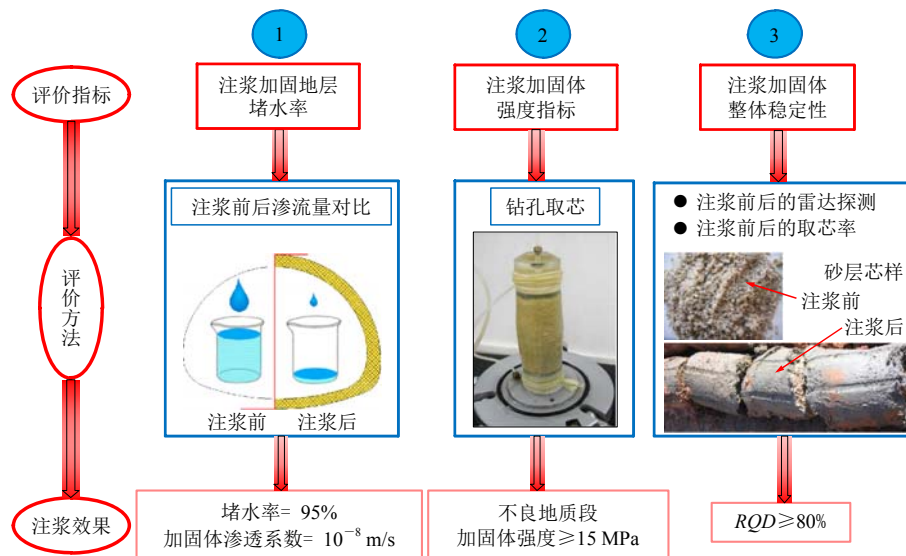 1
2
3
评价指标
注浆加固地层
堵水率
注浆加固体
强度指标
注浆加固体
整体稳定性
评价方法
注浆前后渗流量对比
注浆前
注浆后
钻孔取芯
● 注浆前后的雷达探测
● 注浆前后的取芯率
砂层芯样
注浆前
注浆后
注浆效果
堵水率= 95%
加固体渗透系数= 10⁻⁸ m/s
不良地质段
加固体强度≥15 MPa
RQD≥80%